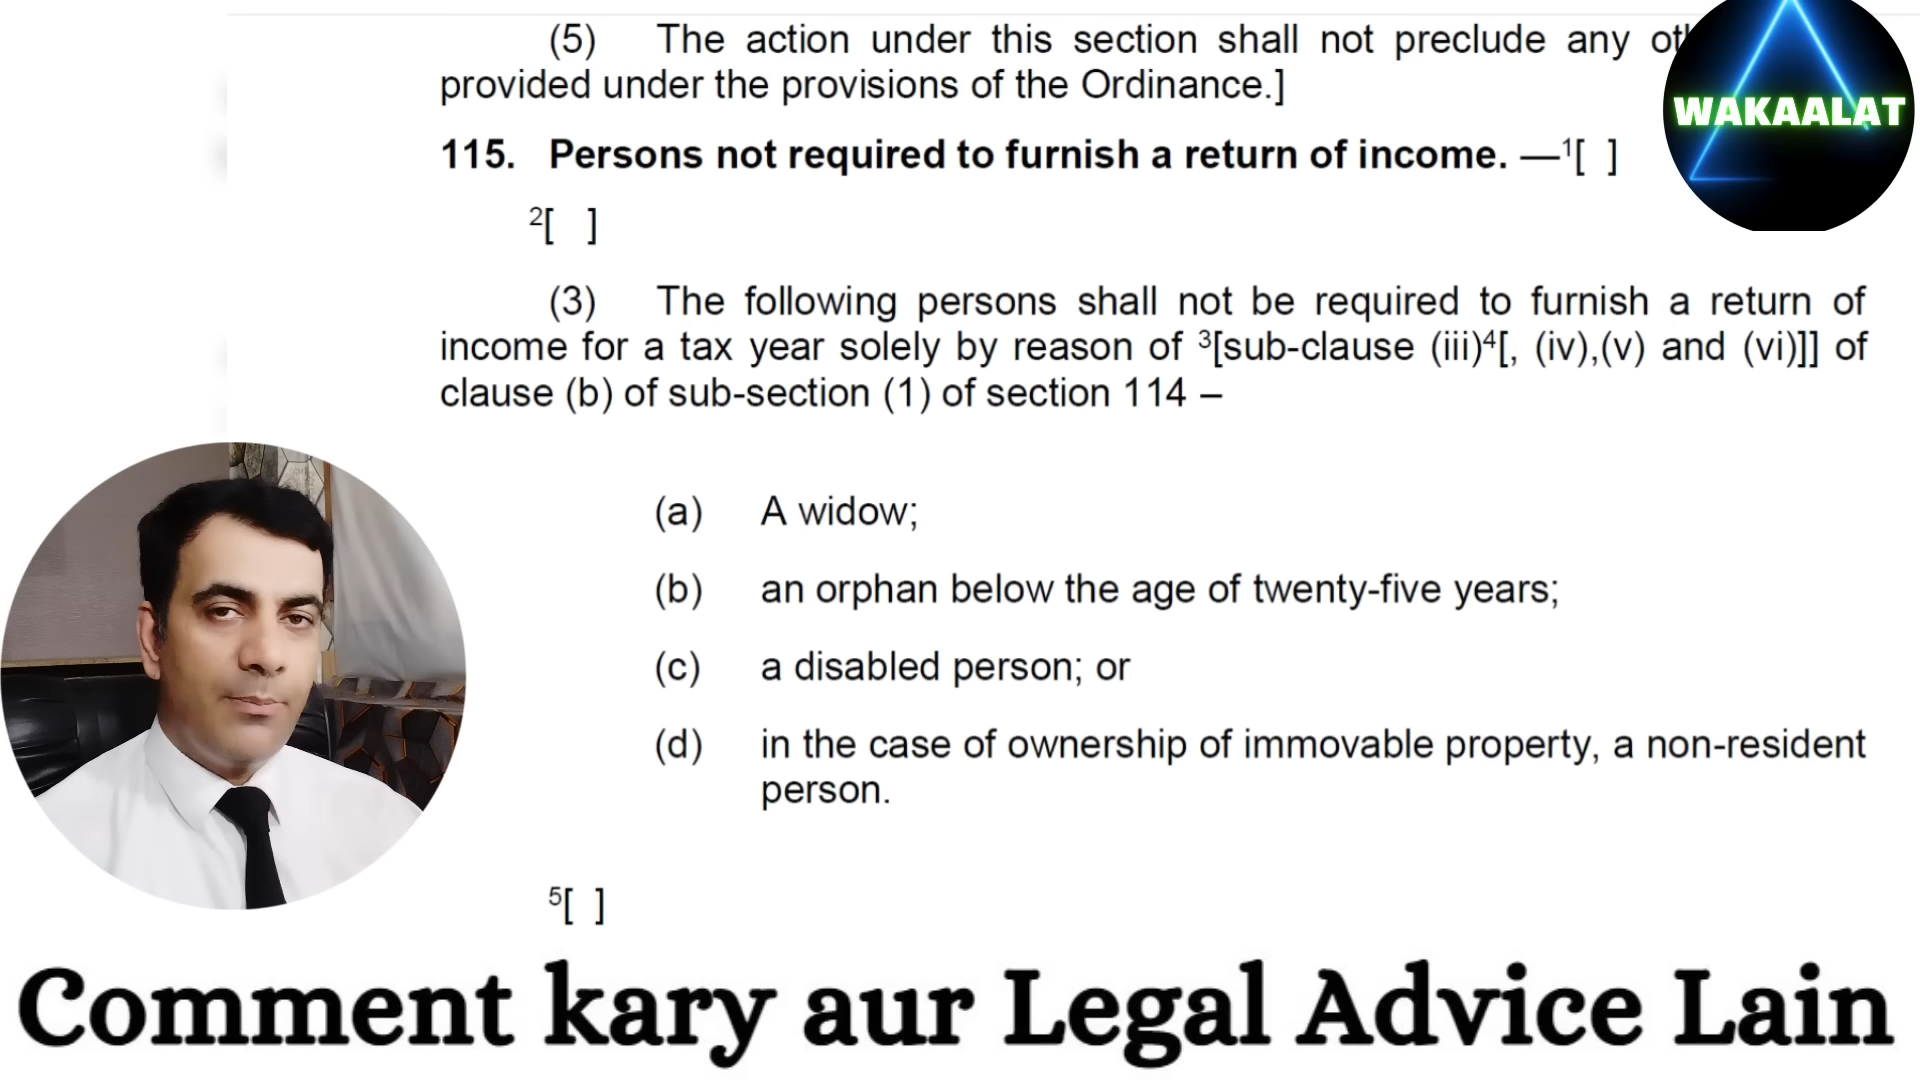 (5) The action under this section shall not preclude any
provided under the provisions of the Ordinance.]
WAKAALAT
115. Persons not required to furnish a return of income. —¹[ ]
²[ ]
(3) The following persons shall not be required to furnish a return of
income for a tax year solely by reason of ³[sub-clause (iii)⁴[, (iv),(v) and (vi)]] of
clause (b) of sub-section (1) of section 114 –
(a) A widow;
(b) an orphan below the age of twenty-five years;
(c) a disabled person; or
(d) in the case of ownership of immovable property, a non-resident
person.
⁵[ ]
Comment kary aur Legal Advice Lain